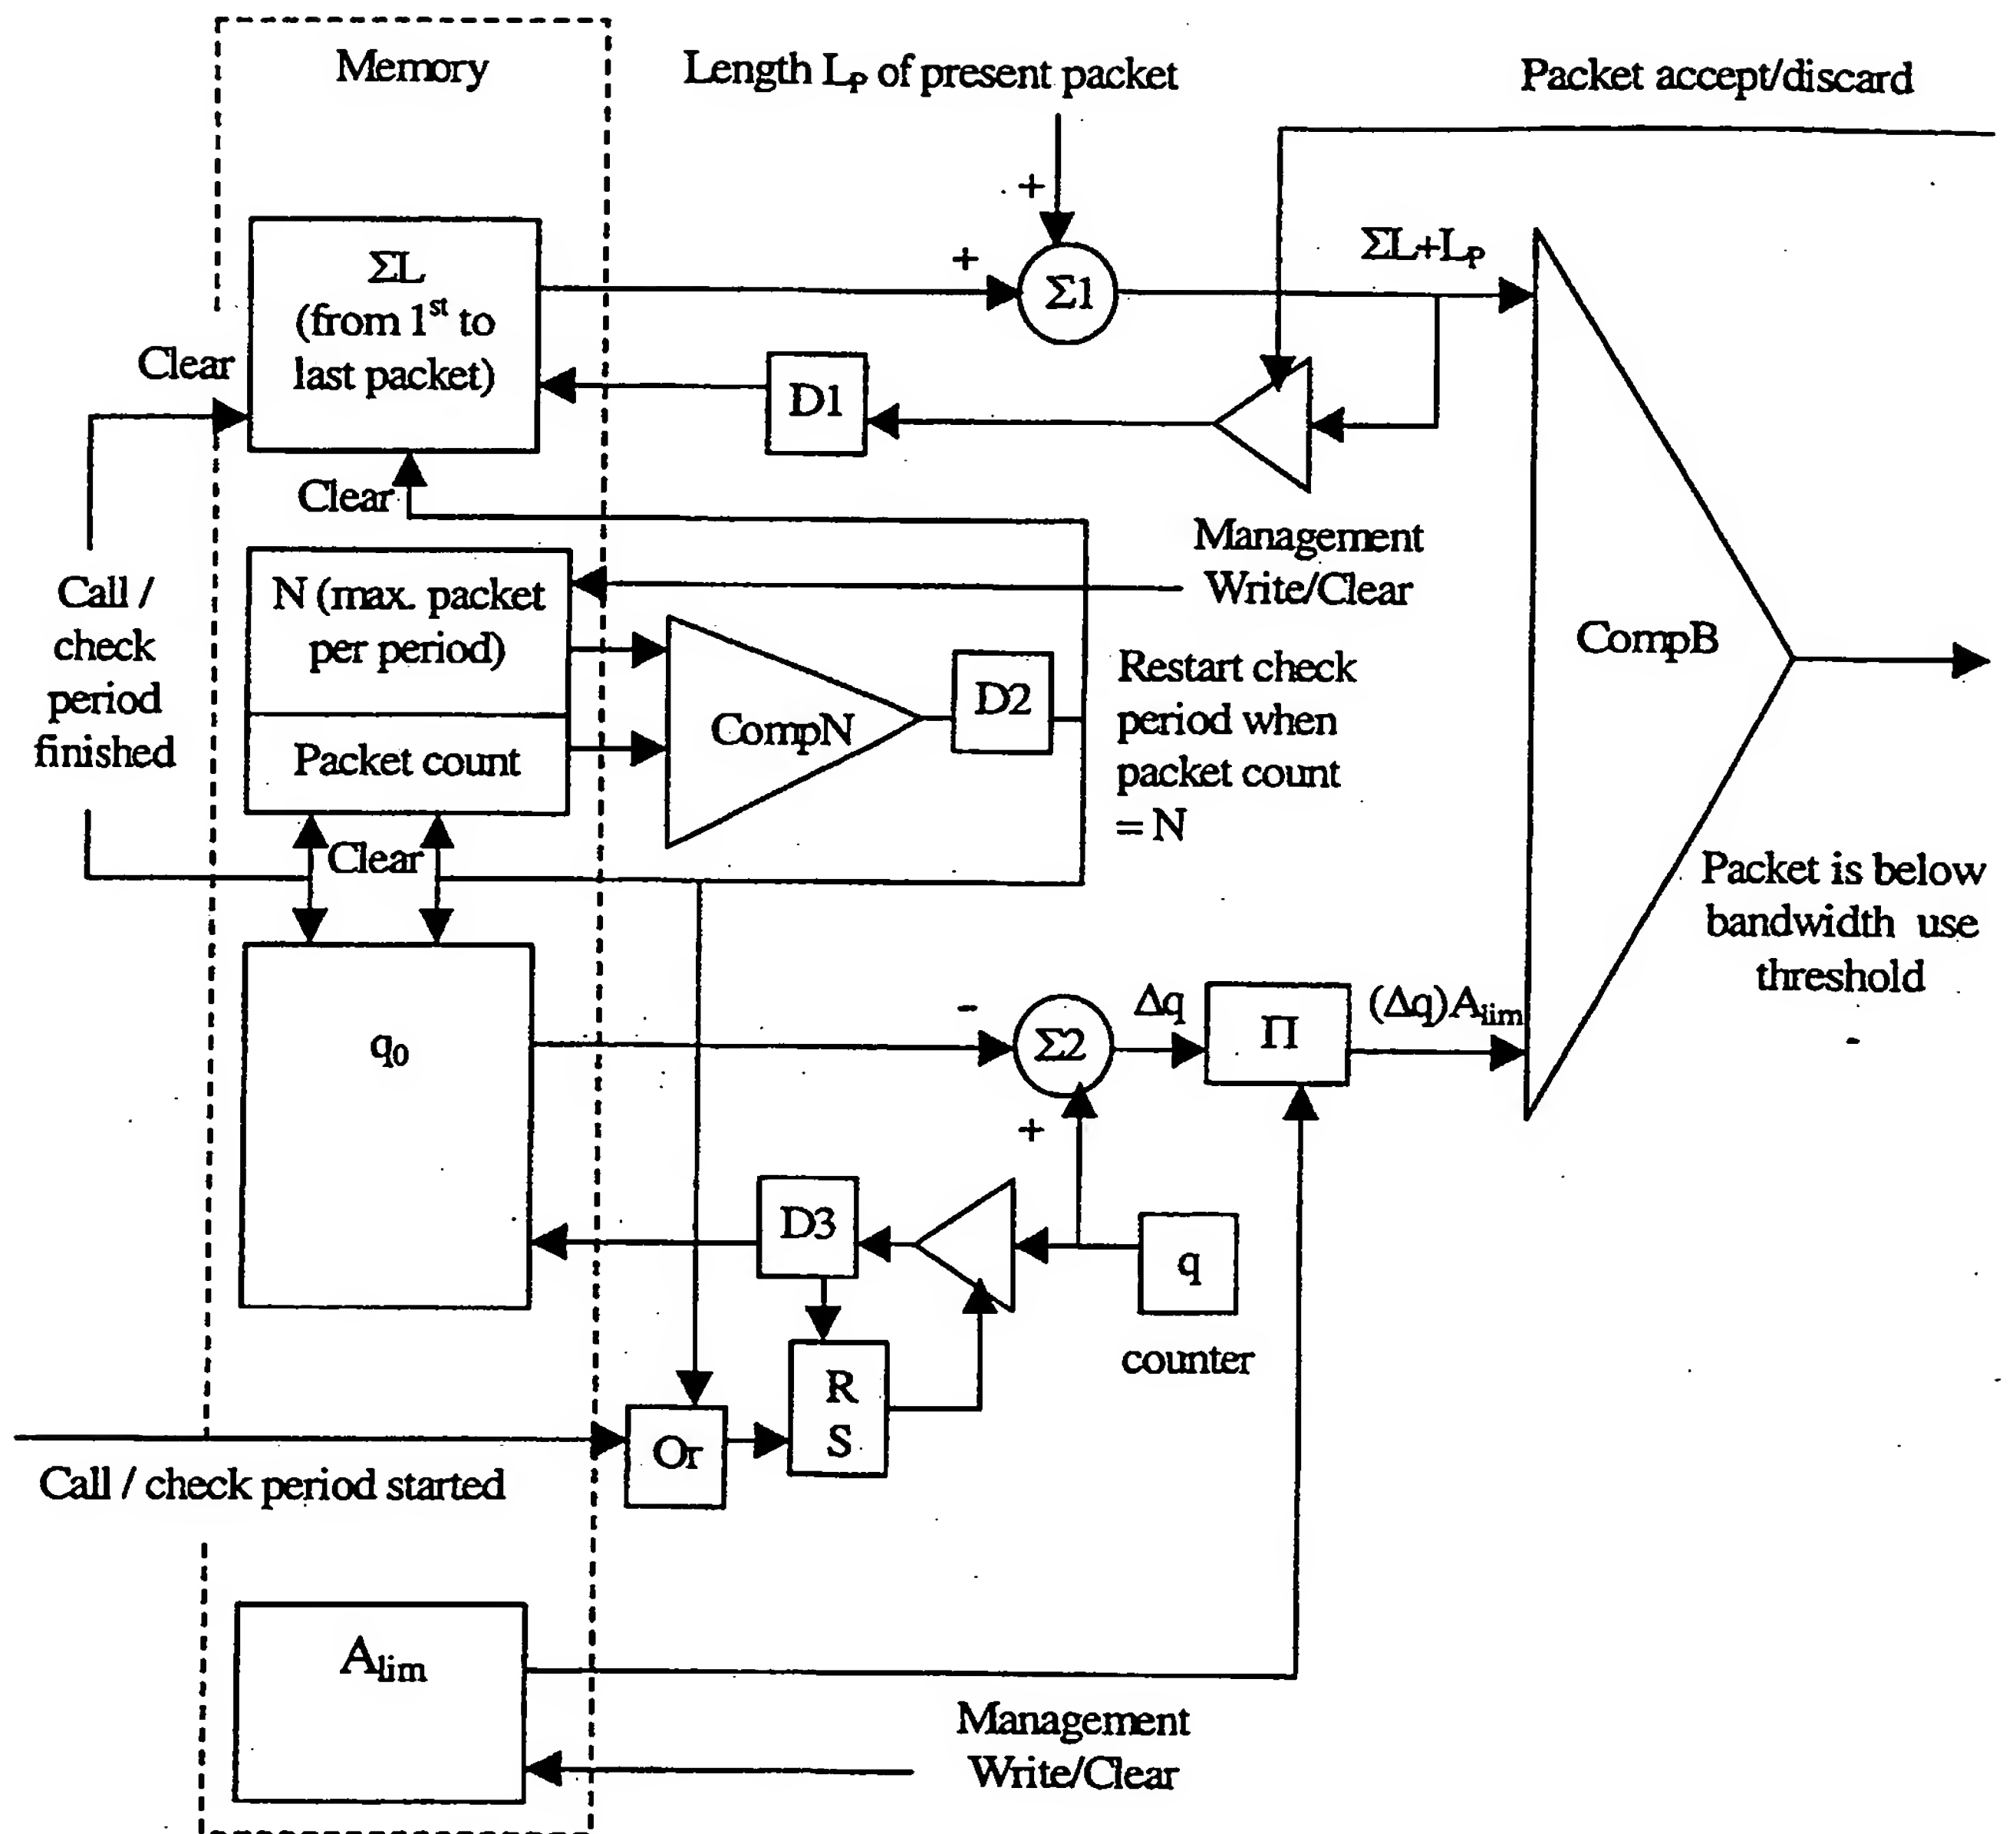 Memory
Length Lₚ of present packet
Packet accept/discard
+
+
ΣL
(from 1ˢᵗ to
last packet)
Σ1
ΣL+Lₚ
Clear
D1
Clear
Management
Write/Clear
N (max. packet
per period)
Call /
check
period
finished
Packet count
CompN
D2
Restart check
period when
packet count
= N
CompB
Clear
Packet is below
bandwidth use
threshold
q₀
-
Σ2
Δq
Π
(Δq)Aₗᵢₘ
+
D3
q
counter
R
S
Or
Call / check period started
Aₗᵢₘ
Management
Write/Clear